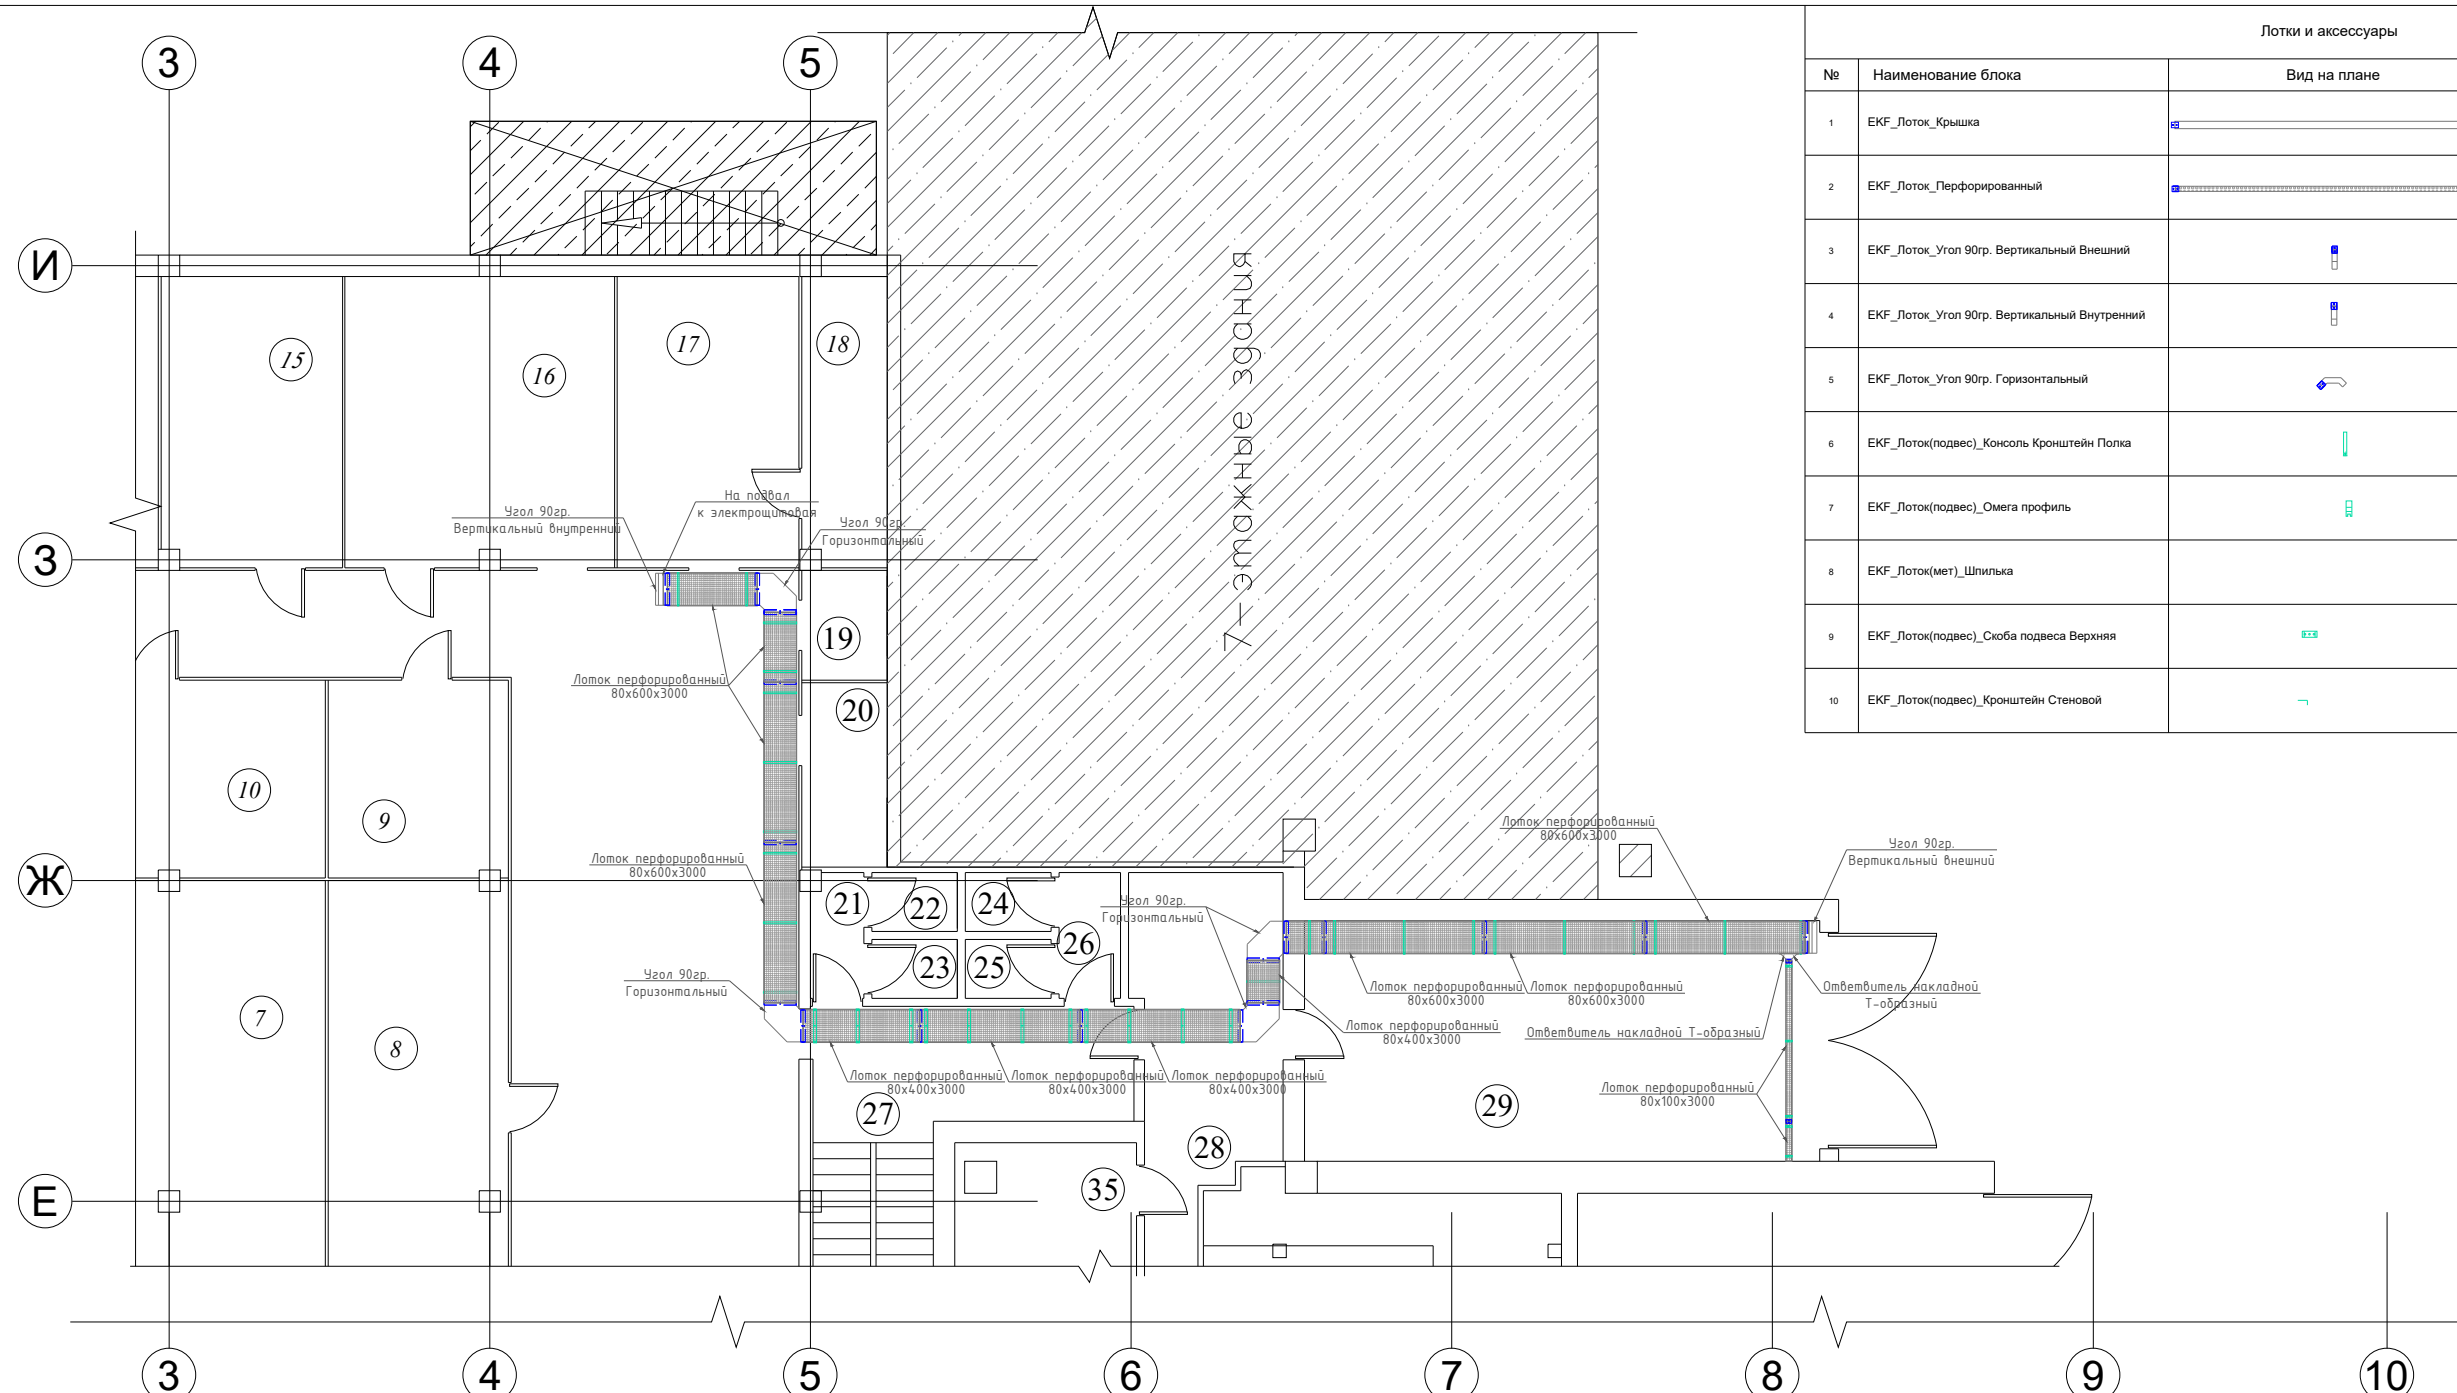 3
4
5
Лотки и аксессуары
№ Наименование блока Вид на плане
1 EKF_Лоток_Крышка
2 EKF_Лоток_Перфорированный
3 EKF_Лоток_Угол 90гр. Вертикальный Внешний
4 EKF_Лоток_Угол 90гр. Вертикальный Внутренний
5 EKF_Лоток_Угол 90гр. Горизонтальный
6 EKF_Лоток(подвес)_Консоль Кронштейн Полка
7 EKF_Лоток(подвес)_Омега профиль
8 EKF_Лоток(мет)_Шпилька
9 EKF_Лоток(подвес)_Скоба подвеса Верхняя
10 EKF_Лоток(подвес)_Кронштейн Стеновой
И
З
Ж
Е
15
16
17
18
7-этажные здание
На подвал
к электрощитовая
Угол 90гр.
Вертикальный внутренний
Угол 90гр.
Горизонтальный
19
Лоток перфорированный
80х600х3000
20
10
9
Лоток перфорированный
80х600х3000
Лоток перфорированный
80х600х3000
Угол 90гр.
Вертикальный внешний
21
22
24
Угол 90гр.
Горизонтальный
26
23
25
Угол 90гр.
Горизонтальный
Лоток перфорированный
80х600х3000
Лоток перфорированный
80х600х3000
Ответвитель накладной
Т-образный
7
8
Лоток перфорированный
80х400х3000
Ответвитель накладной Т-образный
Лоток перфорированный
80х400х3000
Лоток перфорированный
80х400х3000
Лоток перфорированный
80х400х3000
Лоток перфорированный
80х100х3000
27
29
28
35
3
4
5
6
7
8
9
10